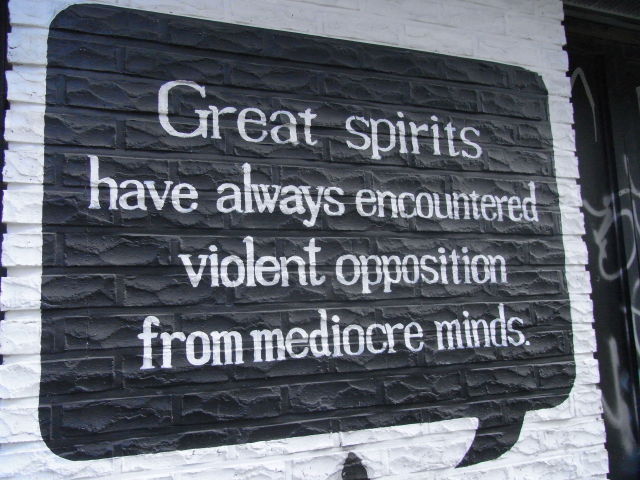 Great spirits
have always encountered
violent opposition
from mediocre minds.